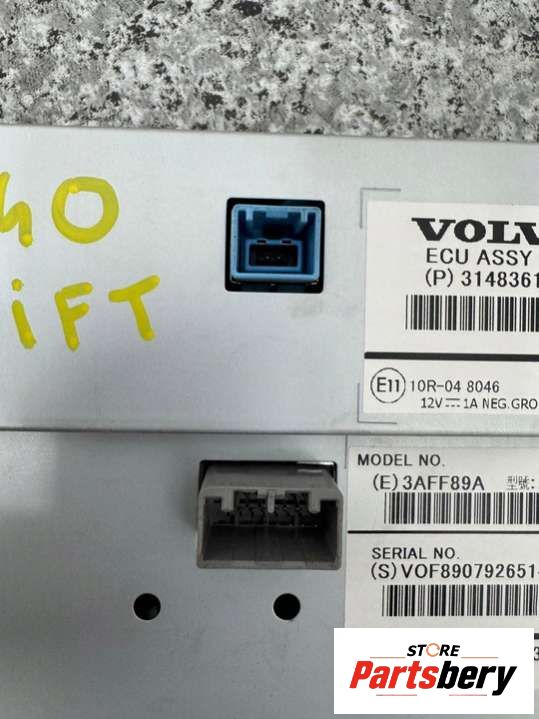 40
iFT
VOLV
ECU ASSY
(P) 3148361
E11 10R-04 8046
12V⎓1A NEG.GRO
MODEL NO.
(E) 3AFF89A 型號:
SERIAL NO.
(S) VOF890792651
STORE
Partsbery